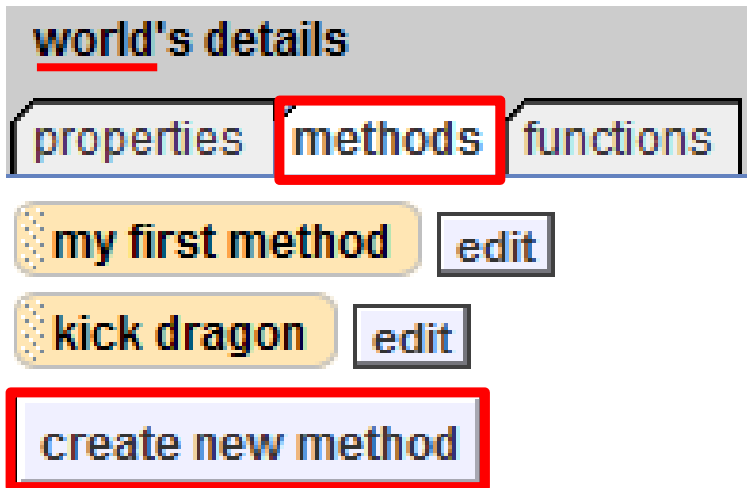 world's details
properties methods functions
my first method edit
kick dragon edit
create new method